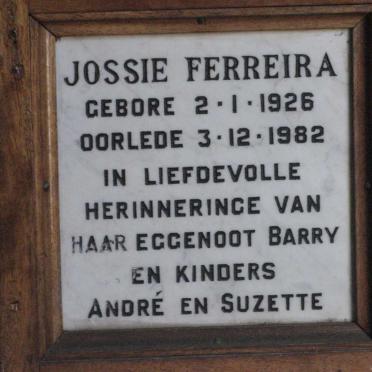 JOSSIE FERREIRA
GEBORE 2·1·1926
OORLEDE 3·12·1982
IN LIEFDEVOLLE
HERINNERINGE VAN
HAAR EGGENOOT BARRY
EN KINDERS
ANDRÉ EN SUZETTE